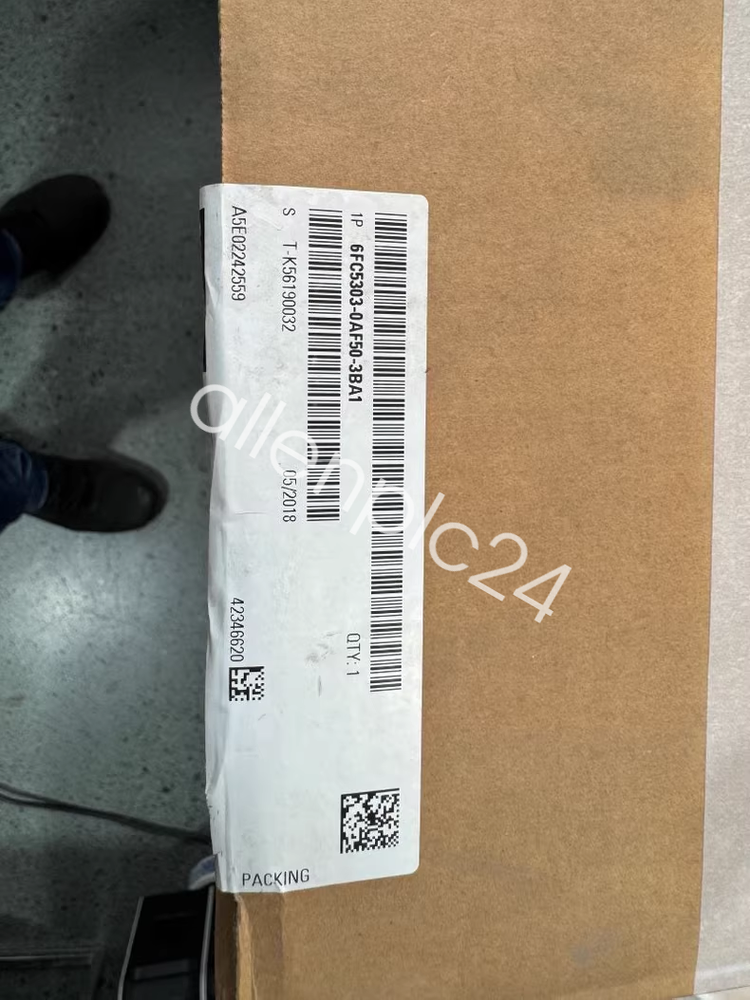 1P 6FC5303-0AF50-3BA1 QTY: 1
S T-K56190032 05/2018
A5E02242559 42346620
PACKING
allenplc24